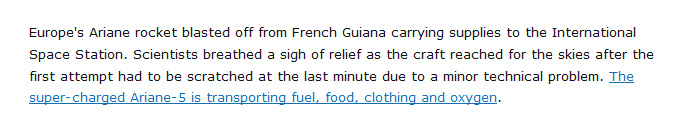 Europe's Ariane rocket blasted off from French Guiana carrying supplies to the International
Space Station. Scientists breathed a sigh of relief as the craft reached for the skies after the
first attempt had to be scratched at the last minute due to a minor technical problem. The
super-charged Ariane-5 is transporting fuel, food, clothing and oxygen.